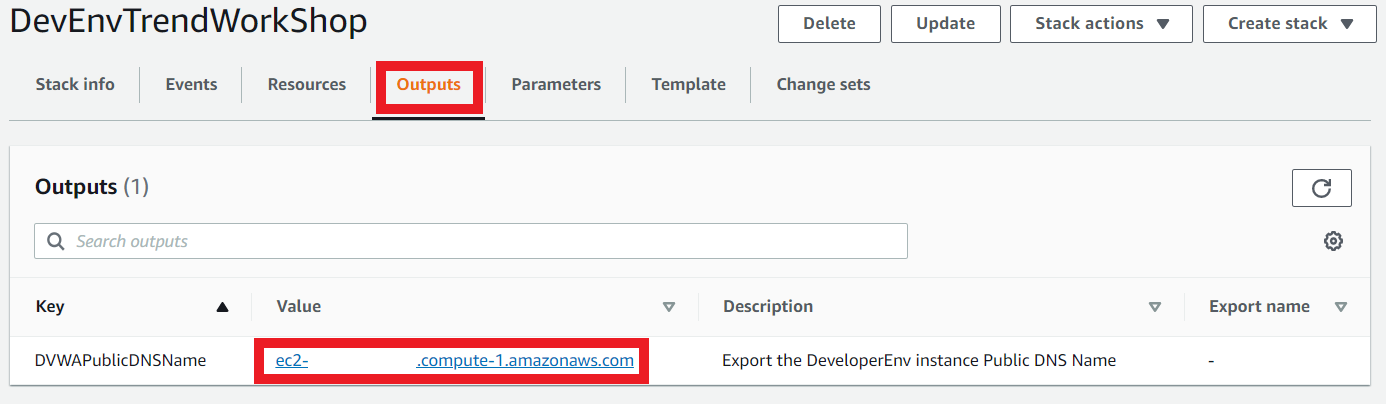 DevEnvTrendWorkShop
Delete Update Stack actions Create stack
Stack info Events Resources Outputs Parameters Template Change sets
Outputs (1)
Search outputs
Key Value Description Export name
DVWAPublicDNSName ec2- .compute-1.amazonaws.com Export the DeveloperEnv instance Public DNS Name -